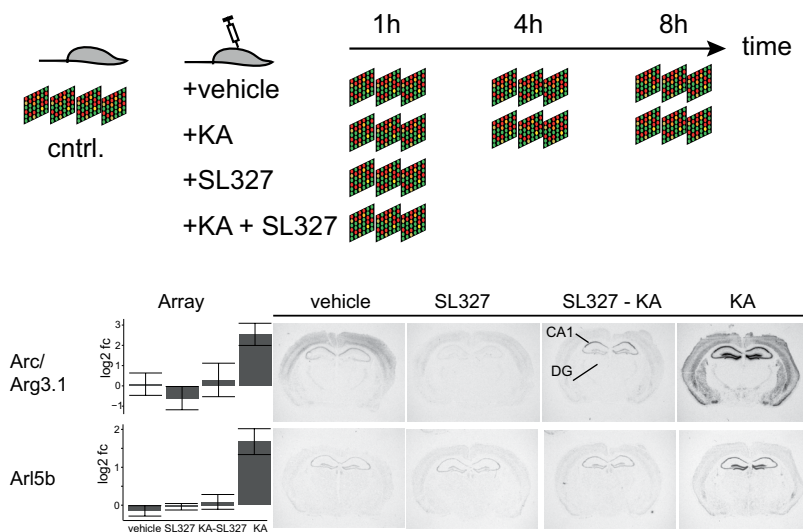 1h 4h 8h
time
+vehicle
+KA
+SL327
+KA + SL327
cntrl.
Array vehicle SL327 SL327 - KA KA
Arc/
Arg3.1
log2 fc
3
2
1
0
-1
CA1
DG
Arl5b
log2 fc
2
1
0
vehicle SL327 KA-SL327 KA